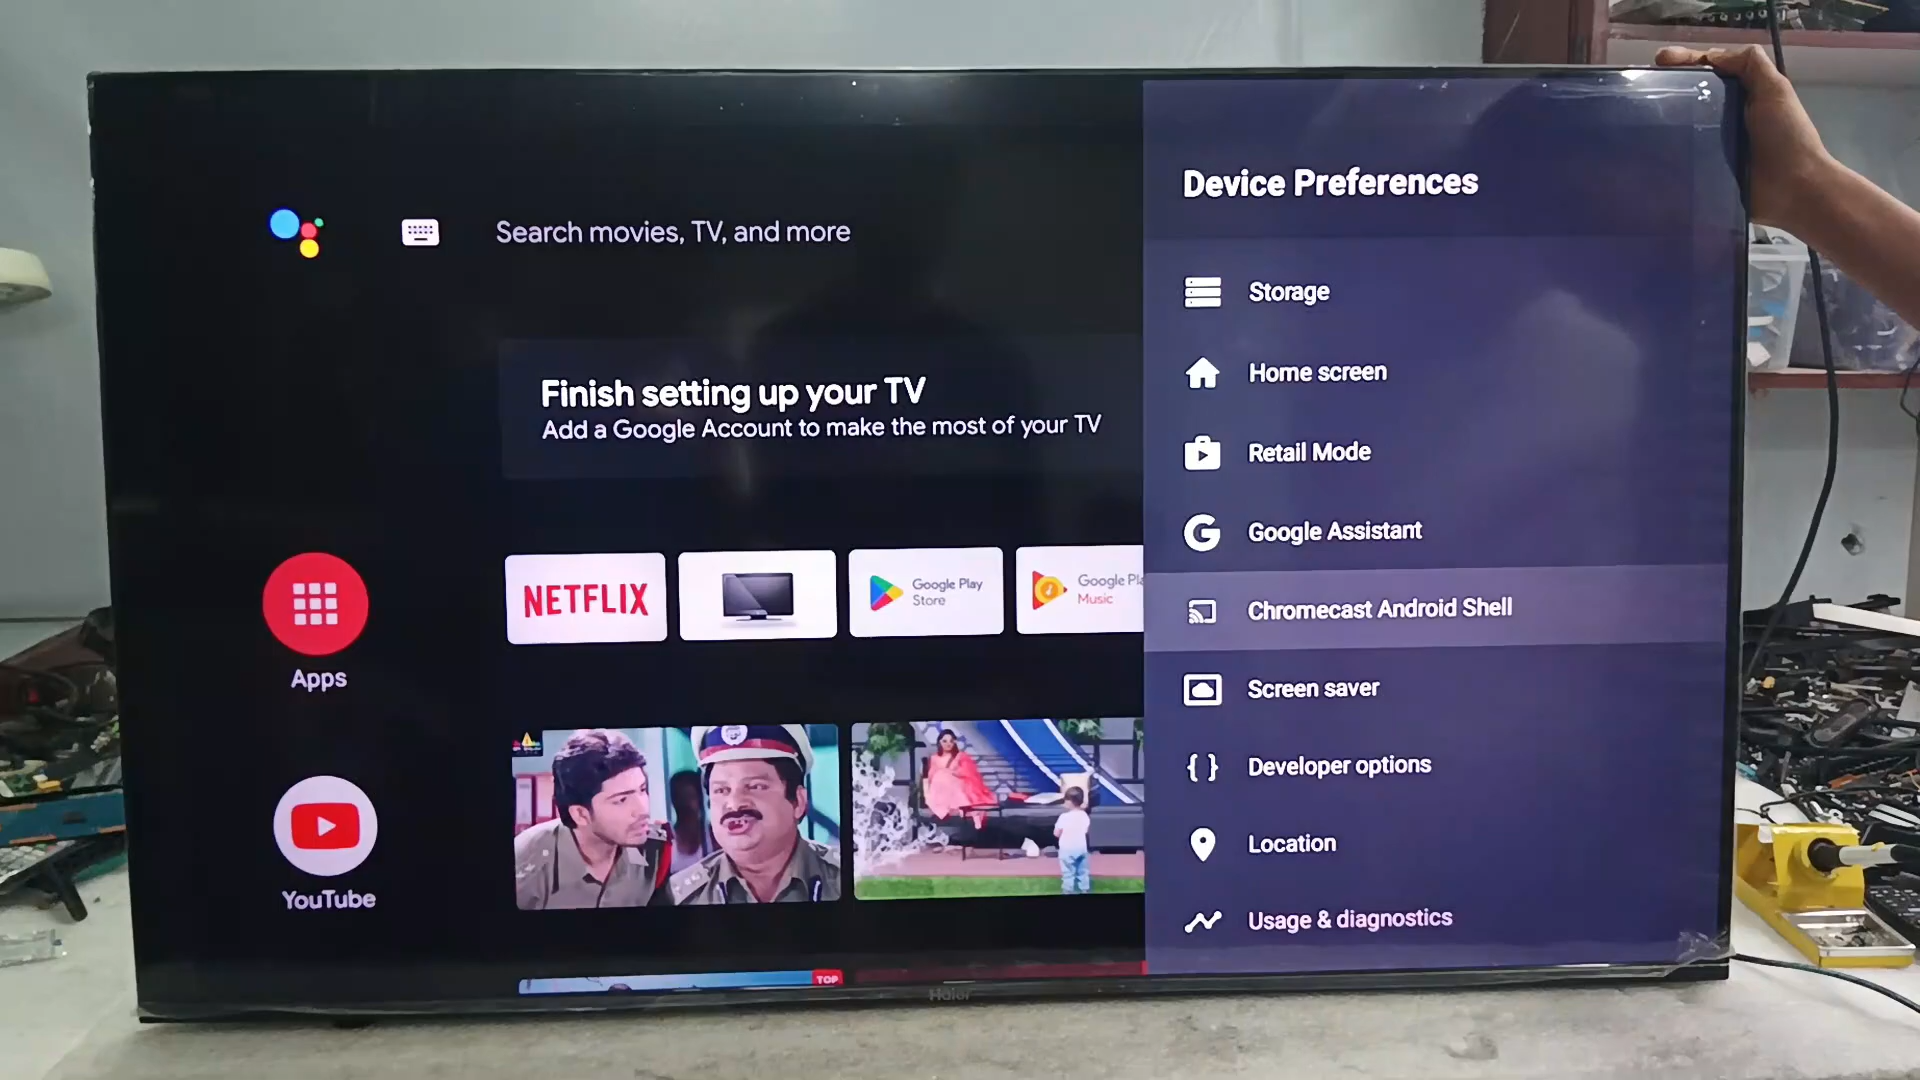 Search movies, TV, and more
Finish setting up your TV
Add a Google Account to make the most of your TV
Apps
NETFLIX
Google Play
Store
Google Pla
Music
YouTube
TOP
Haier
Device Preferences
Storage
Home screen
Retail Mode
Google Assistant
Chromecast Android Shell
Screen saver
Developer options
Location
Usage & diagnostics